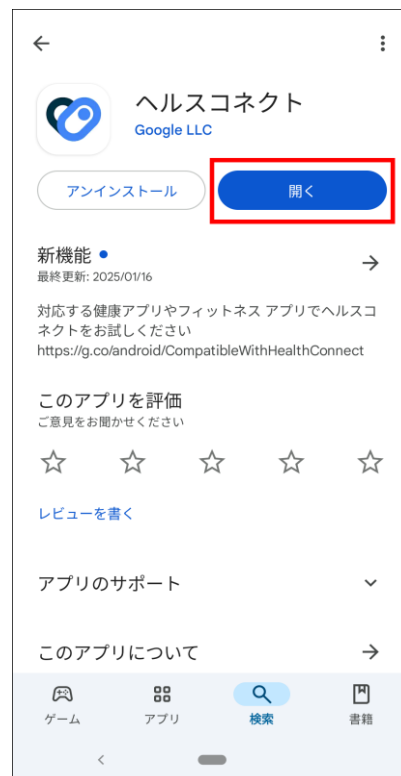 ヘルスコネクト
Google LLC
アンインストール
開く
新機能
最終更新: 2025/01/16
対応する健康アプリやフィットネス アプリでヘルスコ
ネクトをお試しください
https://g.co/android/CompatibleWithHealthConnect
このアプリを評価
ご意見をお聞かせください
レビューを書く
アプリのサポート
このアプリについて
ゲーム
アプリ
検索
書籍